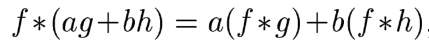 f∗(ag+bh) = a(f∗g)+b(f∗h),